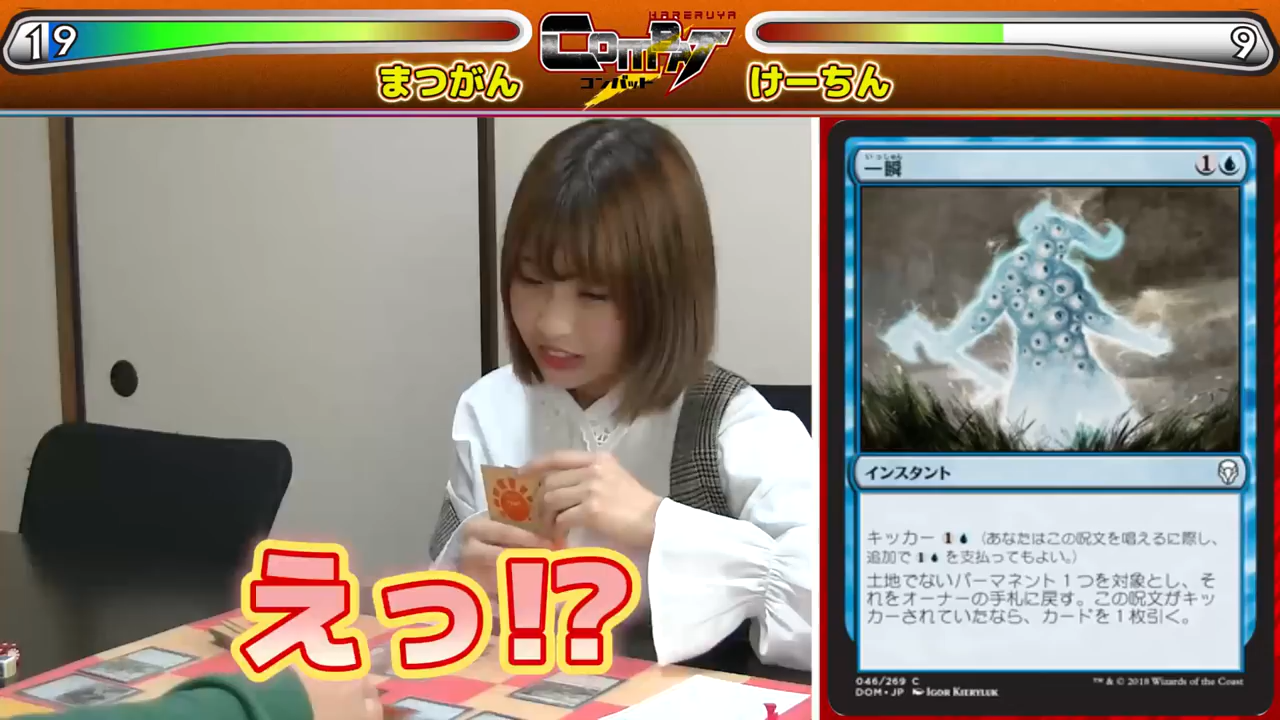 19
HARERUYA
ComPAT
コンバット
9
まつがん
けーちん
いっしゅん
一瞬
1
インスタント
キッカー 1 (あなたはこの呪文を唱えるに際し、
追加で 1 を支払ってもよい。)
土地でないパーマネント1つを対象とし、そ
れをオーナーの手札に戻す。この呪文がキッ
カーされていたなら、カードを1枚引く。
046/269 C
DOM • JP Igor Kieryluk
™ & © 2018 Wizards of the Coast
えっ!?